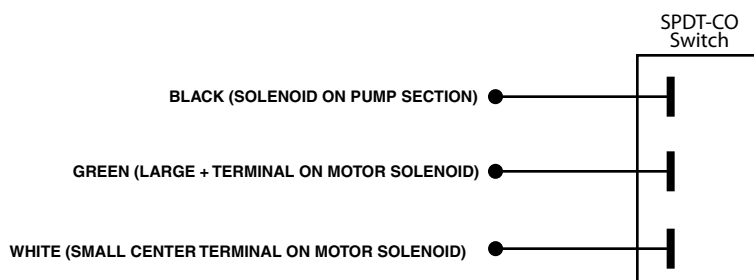 SPDT-CO
Switch
BLACK (SOLENOID ON PUMP SECTION)
GREEN (LARGE + TERMINAL ON MOTOR SOLENOID)
WHITE (SMALL CENTER TERMINAL ON MOTOR SOLENOID)